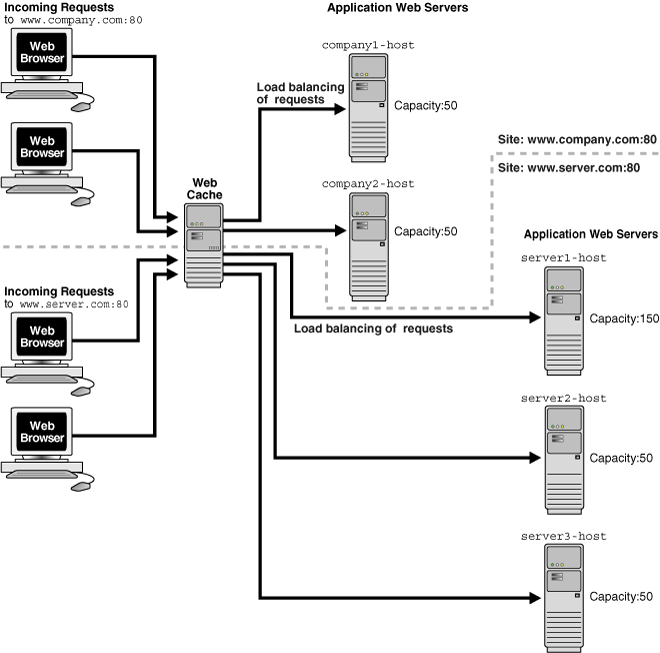 Incoming Requests
to www.company.com:80
Web
Browser
Web
Browser
Application Web Servers
company1-host
Load balancing
of requests
Capacity:50
Site: www.company.com:80
Site: www.server.com:80
Web
Cache
company2-host
Capacity:50
Incoming Requests
to www.server.com:80
Web
Browser
Web
Browser
Application Web Servers
server1-host
Load balancing of requests
Capacity:150
server2-host
Capacity:50
server3-host
Capacity:50